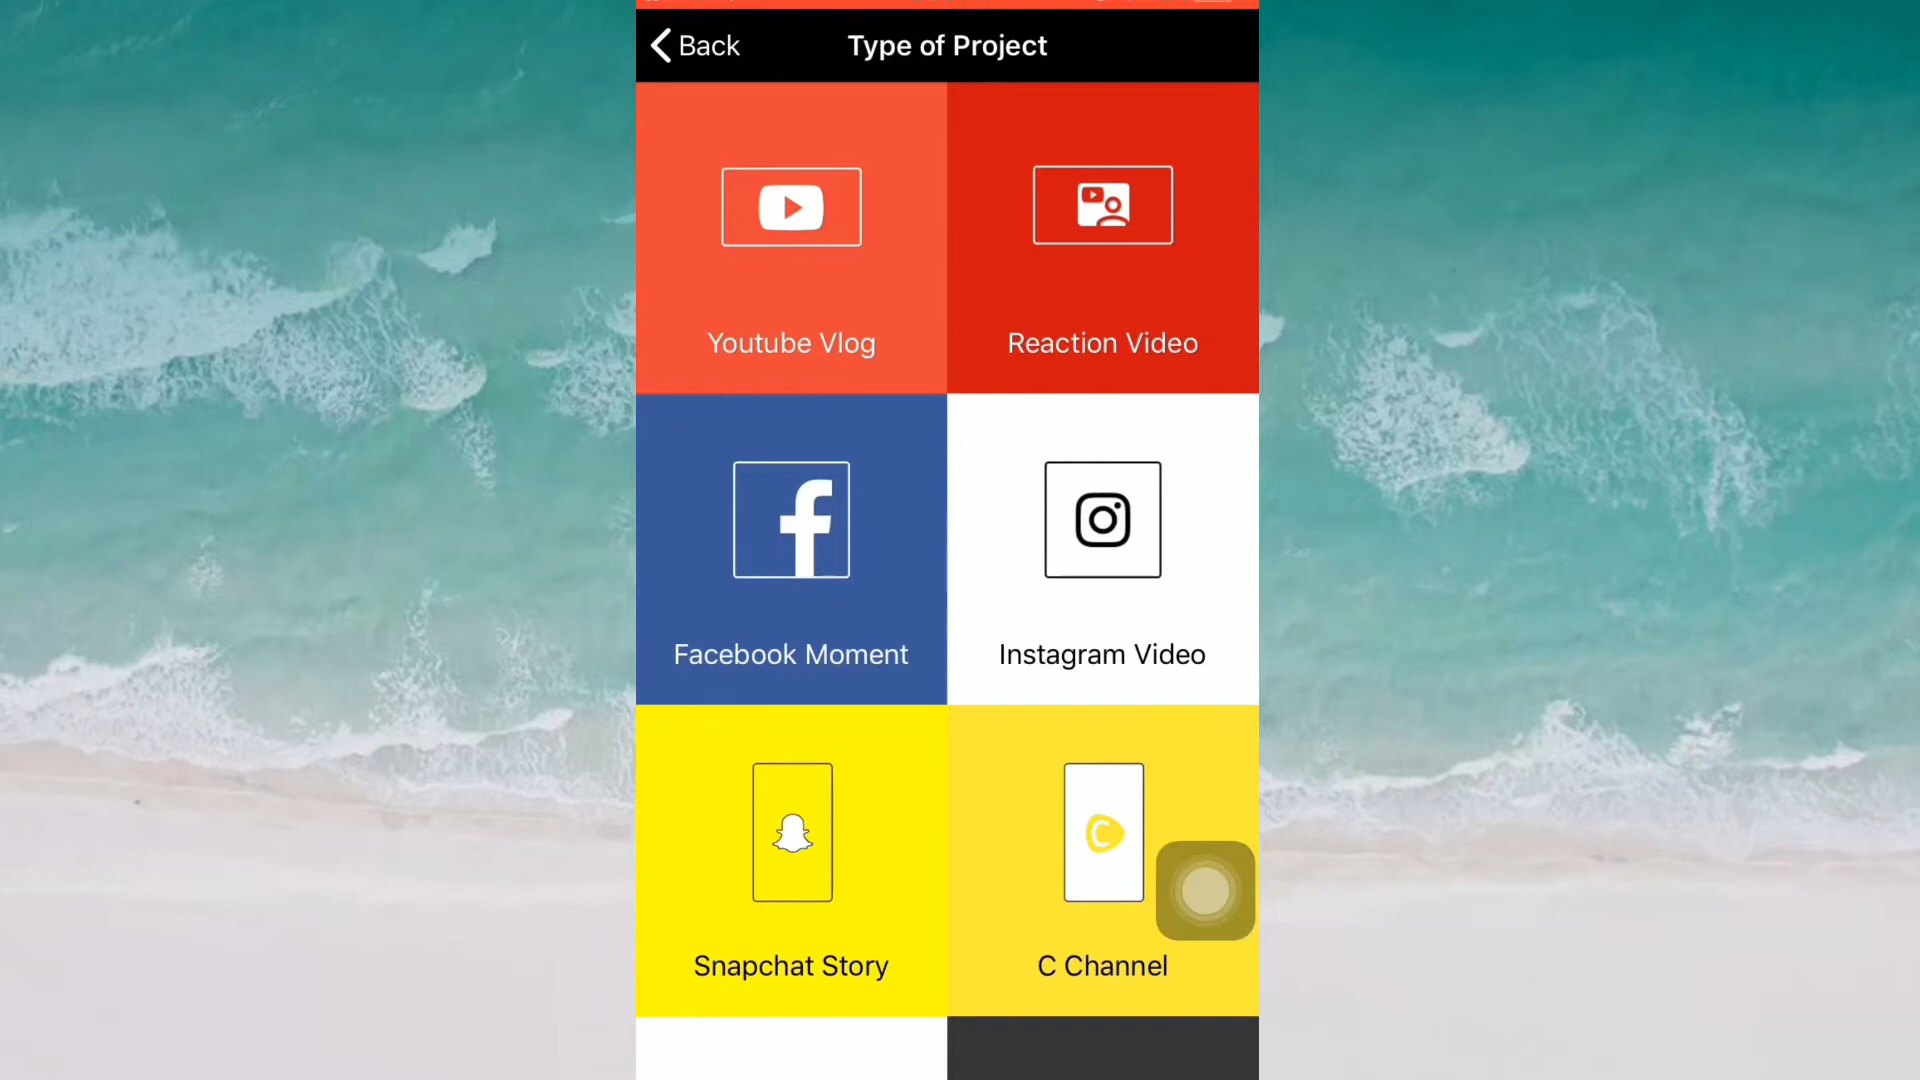 Back
Type of Project
Youtube Vlog
Reaction Video
Facebook Moment
Instagram Video
Snapchat Story
C Channel